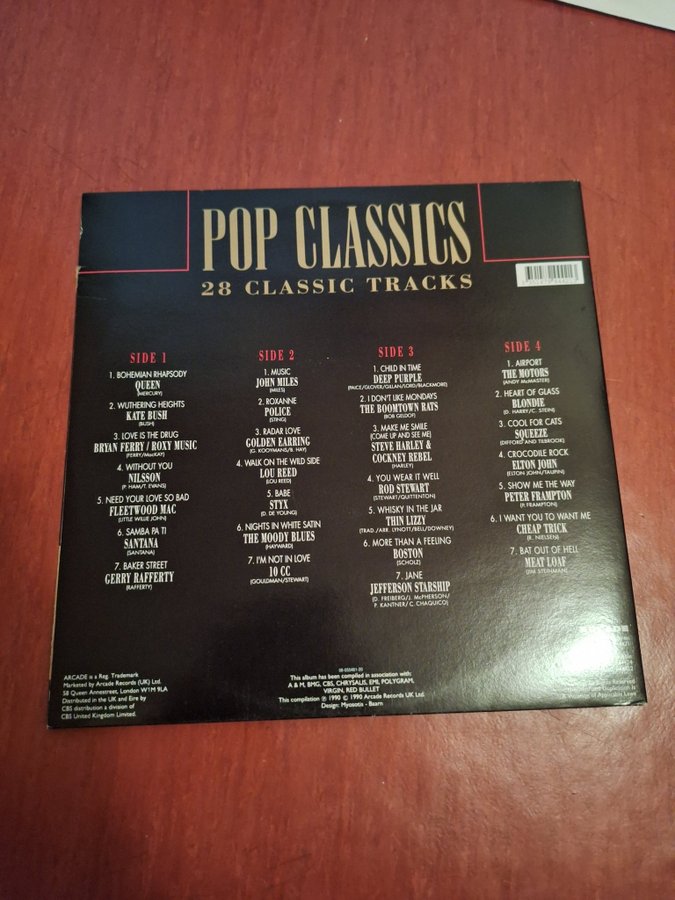 POP CLASSICS
28 CLASSIC TRACKS
SIDE 1
1. BOHEMIAN RHAPSODY
QUEEN
(MERCURY)
2. WUTHERING HEIGHTS
KATE BUSH
(BUSH)
3. LOVE IS THE DRUG
BRYAN FERRY / ROXY MUSIC
(FERRY/MacKAY)
4. WITHOUT YOU
NILSSON
(P. HAM/T. EVANS)
5. NEED YOUR LOVE SO BAD
FLEETWOOD MAC
(LITTLE WILLIE JOHN)
6. SAMBA PA TI
SANTANA
(SANTANA)
7. BAKER STREET
GERRY RAFFERTY
(RAFFERTY)
SIDE 2
1. MUSIC
JOHN MILES
(MILES)
2. ROXANNE
POLICE
(STING)
3. RADAR LOVE
GOLDEN EARRING
(G. KOOYMANS/B. HAY)
4. WALK ON THE WILD SIDE
LOU REED
(LOU REED)
5. BABE
STYX
(D. DE YOUNG)
6. NIGHTS IN WHITE SATIN
THE MOODY BLUES
(HAYWARD)
7. I'M NOT IN LOVE
10 CC
(GOULDMAN/STEWART)
SIDE 3
1. CHILD IN TIME
DEEP PURPLE
(PAICE/GLOVER/GILLAN/LORD/BLACKMORE)
2. I DON'T LIKE MONDAYS
THE BOOMTOWN RATS
(BOB GELDOF)
3. MAKE ME SMILE
(COME UP AND SEE ME)
STEVE HARLEY &
COCKNEY REBEL
(HARLEY)
4. YOU WEAR IT WELL
ROD STEWART
(STEWART/QUITTENTON)
5. WHISKY IN THE JAR
THIN LIZZY
(TRAD./ARR. LYNOTT/BELL/DOWNEY)
6. MORE THAN A FEELING
BOSTON
(SCHOLZ)
7. JANE
JEFFERSON STARSHIP
(D. FREIBERG/J. McPHERSON/
P. KANTNER/C. CHAQUICO)
SIDE 4
1. AIRPORT
THE MOTORS
(ANDY McMASTER)
2. HEART OF GLASS
BLONDIE
(D. HARRY/C. STEIN)
3. COOL FOR CATS
SQUEEZE
(DIFFORD AND TILBROOK)
4. CROCODILE ROCK
ELTON JOHN
(ELTON JOHN/TAUPIN)
5. SHOW ME THE WAY
PETER FRAMPTON
(P. FRAMPTON)
6. I WANT YOU TO WANT ME
CHEAP TRICK
(R. NIELSEN)
7. BAT OUT OF HELL
MEAT LOAF
(JIM STEINMAN)
ARCADE is a Reg. Trademark
Marketed by Arcade Records (UK) Ltd.
58 Queen Annestreet, London W1M 9LA
Distributed in the UK and Eire by
CBS distribution a division of
CBS United Kingdom Limited.
This album has been compiled in association with:
A & M, BMG, CBS, CHRYSALIS, EMI, POLYGRAM,
VIRGIN, RED BULLET
This compilation ℗ 1990 © 1990 Arcade Records UK Ltd.
Design: Myosotis - Baarn